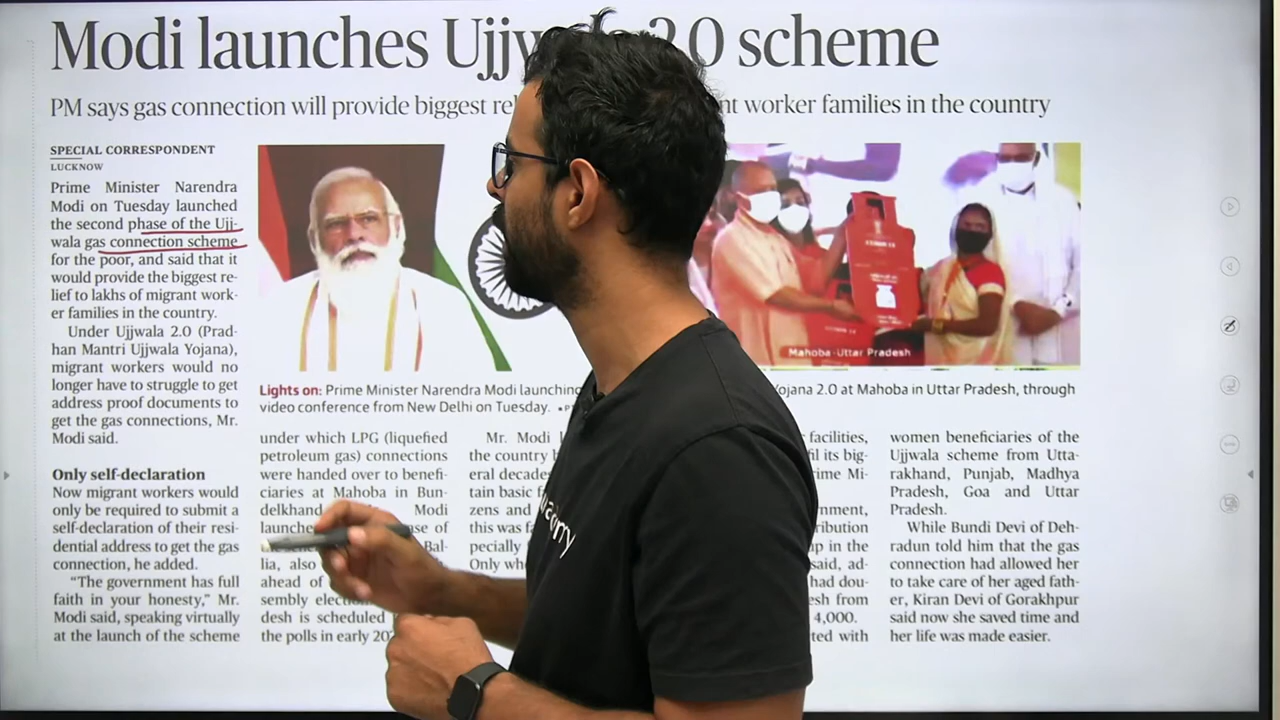 Modi launches Ujjw 2.0 scheme
PM says gas connection will provide biggest rel nt worker families in the country
SPECIAL CORRESPONDENT
LUCKNOW
Prime Minister Narendra
Modi on Tuesday launched
the second phase of the Ujj-
wala gas connection scheme
for the poor, and said that it
would provide the biggest re-
lief to lakhs of migrant work-
er families in the country.
Under Ujjwala 2.0 (Prad-
han Mantri Ujjwala Yojana),
migrant workers would no
longer have to struggle to get
address proof documents to
get the gas connections, Mr.
Modi said.
Only self-declaration
Now migrant workers would
only be required to submit a
self-declaration of their resi-
dential address to get the gas
connection, he added.
"The government has full
faith in your honesty," Mr.
Modi said, speaking virtually
at the launch of the scheme
Mahoba-Uttar Pradesh
Lights on: Prime Minister Narendra Modi launching Yojana 2.0 at Mahoba in Uttar Pradesh, through
video conference from New Delhi on Tuesday.
under which LPG (liquefied
petroleum gas) connections
were handed over to benefi-
ciaries at Mahoba in Bun-
delkhand Modi
launche ase of
Bal-
lia, also
ahead of
sembly elect
desh is scheduled
the polls in early 20
Mr. Modi
the country
eral decade
tain basic f
zens and
this was fa
pecially
Only wh
facilities,
fil its big-
rime Mi-
nment,
ribution
up in the
said, ad-
had dou-
esh from
4,000.
ted with
women beneficiaries of the
Ujjwala scheme from Utta-
rakhand, Punjab, Madhya
Pradesh, Goa and Uttar
Pradesh.
While Bundi Devi of Deh-
radun told him that the gas
connection had allowed her
to take care of her aged fath-
er, Kiran Devi of Gorakhpur
said now she saved time and
her life was made easier.